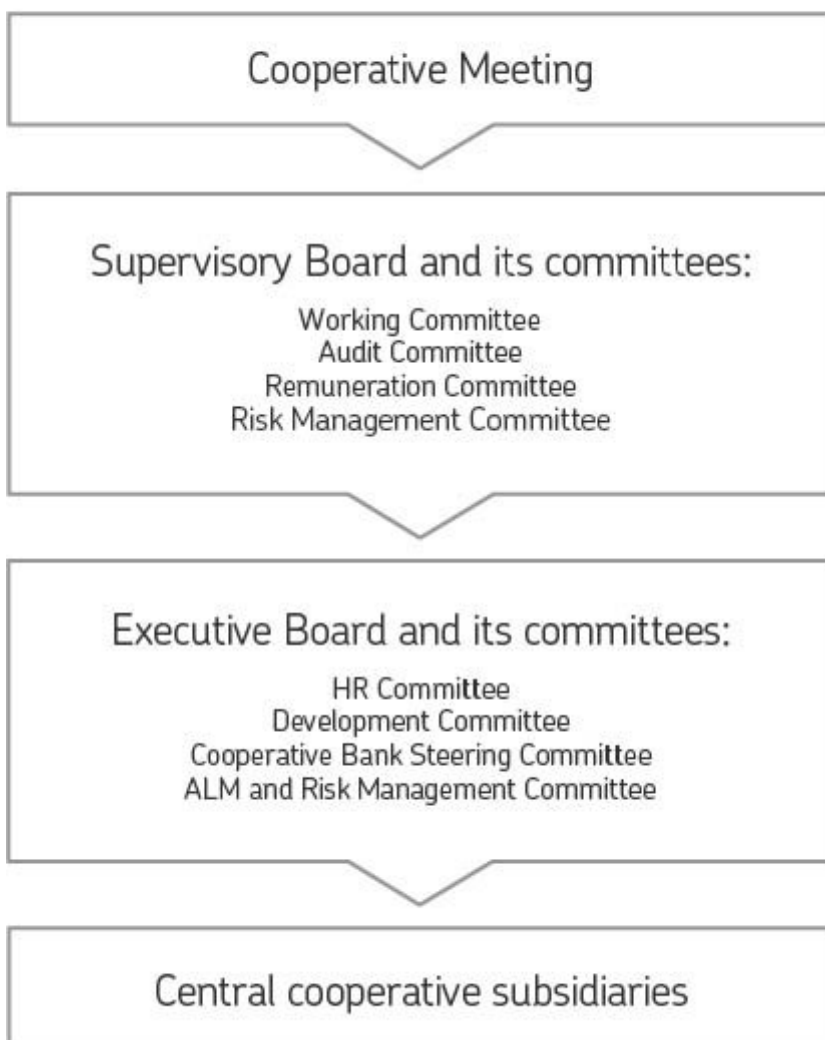 Cooperative Meeting
Supervisory Board and its committees:
Working Committee
Audit Committee
Remuneration Committee
Risk Management Committee
Executive Board and its committees:
HR Committee
Development Committee
Cooperative Bank Steering Committee
ALM and Risk Management Committee
Central cooperative subsidiaries